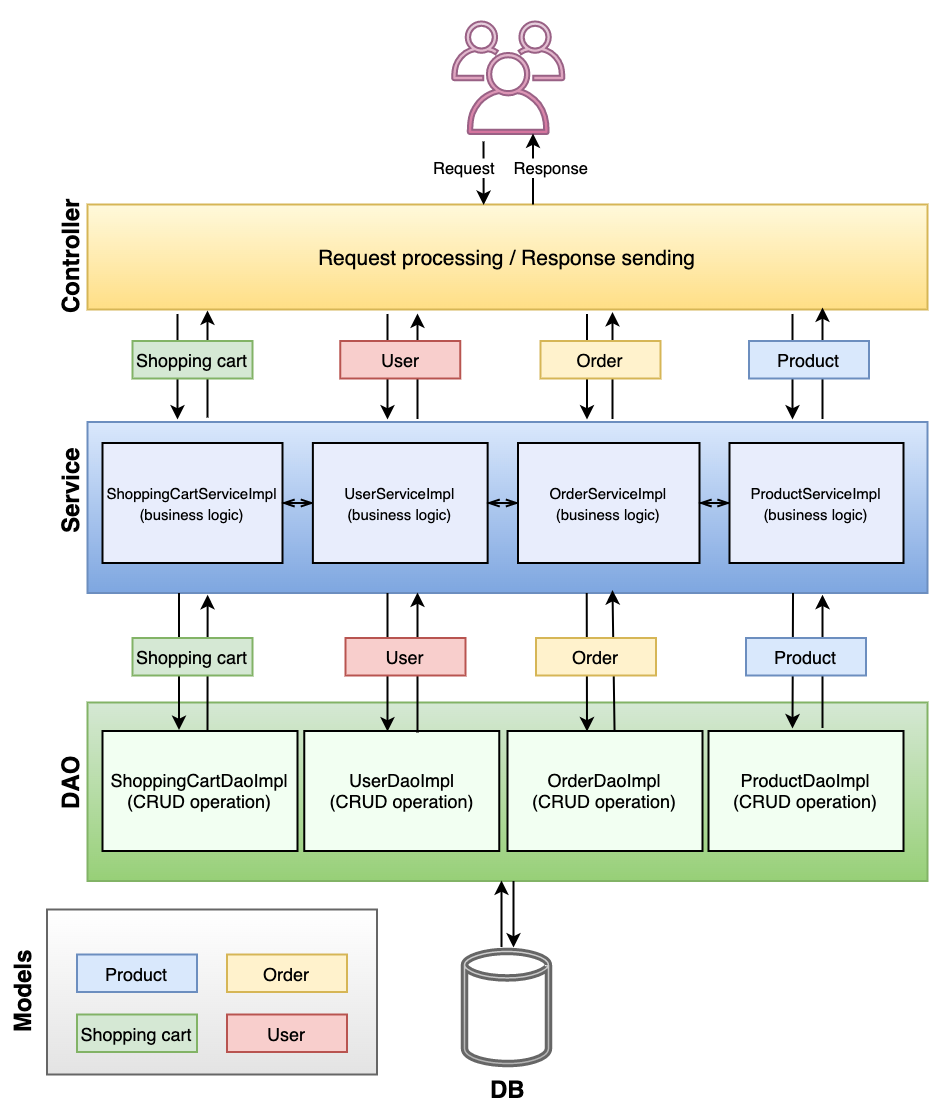 Request
Response
Controller
Request processing / Response sending
Shopping cart
User
Order
Product
Service
ShoppingCartServiceImpl
(business logic)
UserServiceImpl
(business logic)
OrderServiceImpl
(business logic)
ProductServiceImpl
(business logic)
Shopping cart
User
Order
Product
DAO
ShoppingCartDaoImpl
(CRUD operation)
UserDaoImpl
(CRUD operation)
OrderDaoImpl
(CRUD operation)
ProductDaoImpl
(CRUD operation)
Models
Product
Order
Shopping cart
User
DB